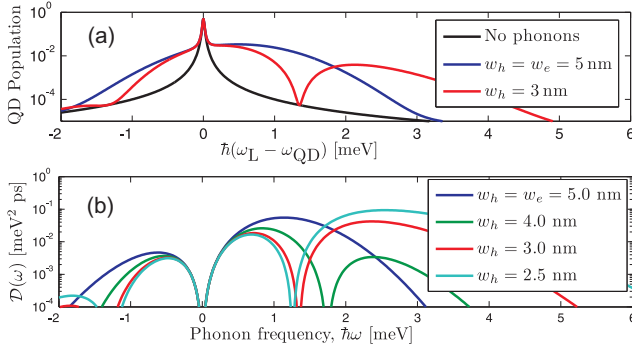 (a)
QD Population
10^0
10^-2
10^-4
No phonons
w_h = w_e = 5 nm
w_h = 3 nm
-2 -1 0 1 2 3 4 5 6
ħ(ω_L − ω_QD) [meV]
(b)
D(ω) [meV² ps]
10^0
10^-1
10^-2
10^-3
10^-4
w_h = w_e = 5.0 nm
w_h = 4.0 nm
w_h = 3.0 nm
w_h = 2.5 nm
-2 -1 0 1 2 3 4 5 6
Phonon frequency, ħω [meV]